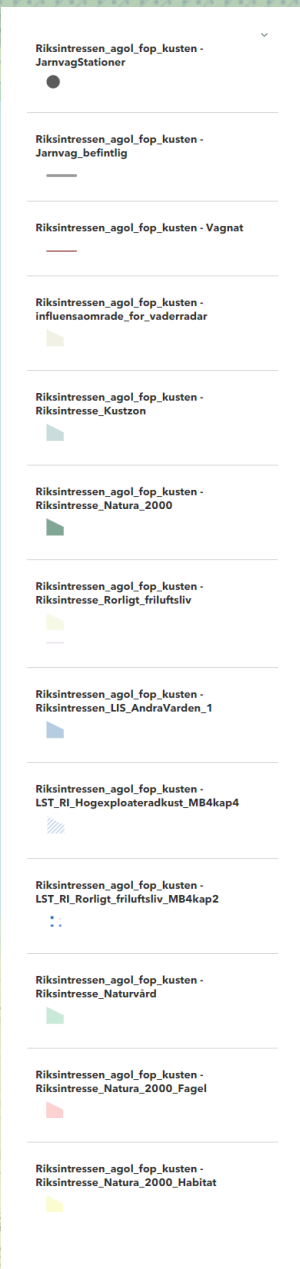 Riksintressen_agol_fop_kusten -
JarnvagStationer
Riksintressen_agol_fop_kusten -
Jarnvag_befintlig
Riksintressen_agol_fop_kusten - Vagnat
Riksintressen_agol_fop_kusten -
influensaomrade_for_vaderradar
Riksintressen_agol_fop_kusten -
Riksintresse_Kustzon
Riksintressen_agol_fop_kusten -
Riksintresse_Natura_2000
Riksintressen_agol_fop_kusten -
Riksintresse_Rorligt_friluftsliv
Riksintressen_agol_fop_kusten -
Riksintressen_LIS_AndraVarden_1
Riksintressen_agol_fop_kusten -
LST_RI_Hogexploateradkust_MB4kap4
Riksintressen_agol_fop_kusten -
LST_RI_Rorligt_friluftsliv_MB4kap2
Riksintressen_agol_fop_kusten -
Riksintresse_Naturvård
Riksintressen_agol_fop_kusten -
Riksintresse_Natura_2000_Fagel
Riksintressen_agol_fop_kusten -
Riksintresse_Natura_2000_Habitat